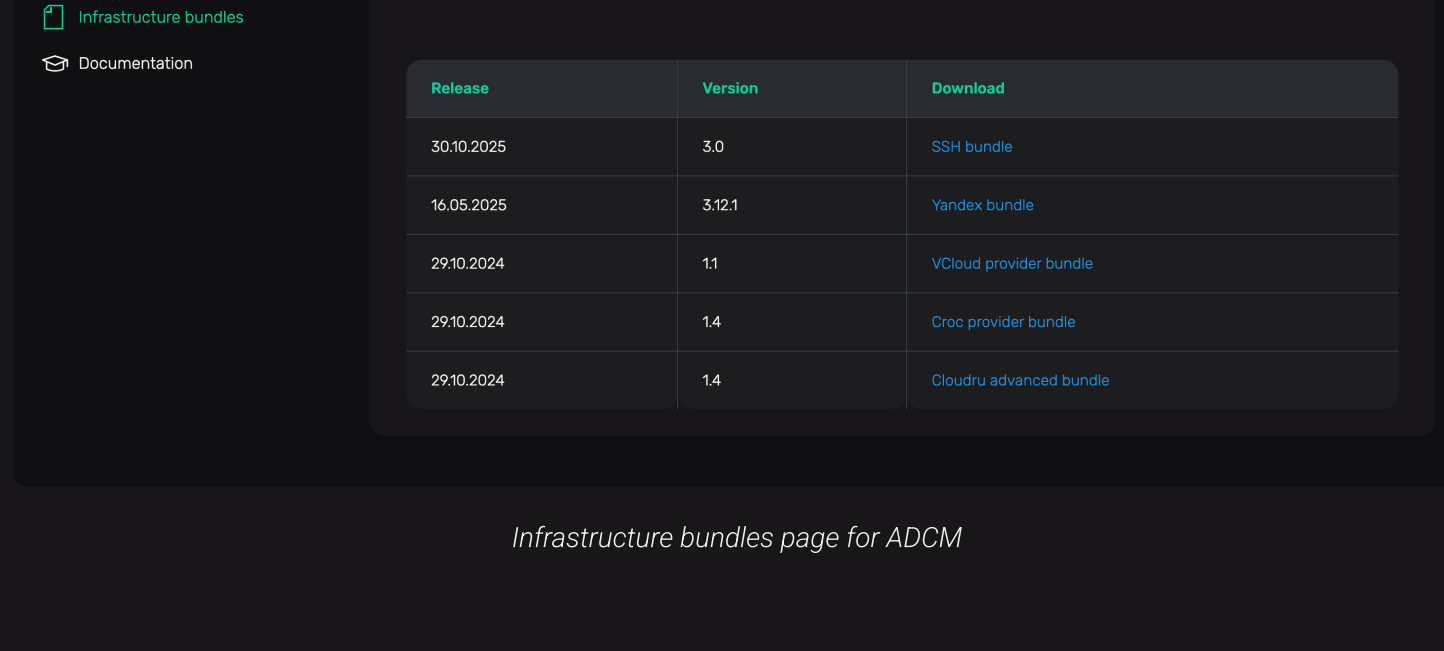 Infrastructure bundles
Documentation
Release Version Download
30.10.2025 3.0 SSH bundle
16.05.2025 3.12.1 Yandex bundle
29.10.2024 1.1 VCloud provider bundle
29.10.2024 1.4 Croc provider bundle
29.10.2024 1.4 Cloudru advanced bundle
Infrastructure bundles page for ADCM